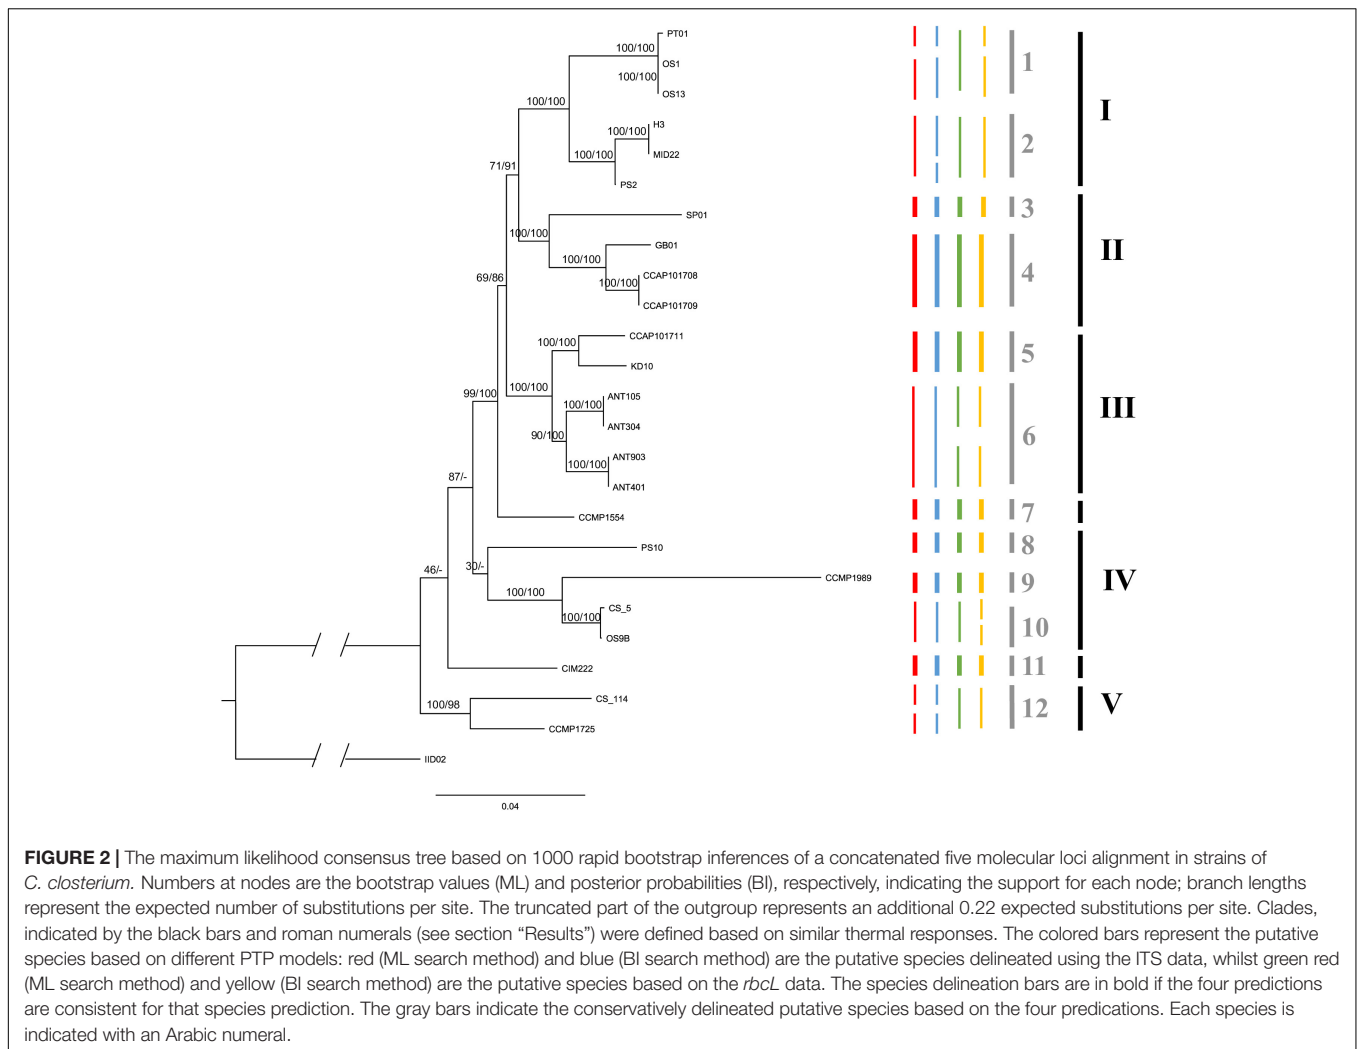 PT01
100/100
OS1
1
100/100
OS13
100/100
I
H3
100/100
MID22
2
100/100
71/91
PS2
SP01
3
100/100
GB01
II
100/100
CCAP101708
4
69/86
100/100
CCAP101709
CCAP101711
100/100
5
KD10
100/100
99/100
ANT105
100/100
III
ANT304
90/100
6
ANT903
100/100
87/-
ANT401
CCMP1554
7
PS10
8
30/-
46/-
CCMP1989
9
IV
100/100
CS_5
100/100
10
OS9B
CIM222
11
CS_114
100/98
12
V
CCMP1725
IID02
0.04
FIGURE 2 | The maximum likelihood consensus tree based on 1000 rapid bootstrap inferences of a concatenated five molecular loci alignment in strains of
C. closterium. Numbers at nodes are the bootstrap values (ML) and posterior probabilities (BI), respectively, indicating the support for each node; branch lengths
represent the expected number of substitutions per site. The truncated part of the outgroup represents an additional 0.22 expected substitutions per site. Clades,
indicated by the black bars and roman numerals (see section “Results”) were defined based on similar thermal responses. The colored bars represent the putative
species based on different PTP models: red (ML search method) and blue (BI search method) are the putative species delineated using the ITS data, whilst green red
(ML search method) and yellow (BI search method) are the putative species based on the rbcL data. The species delineation bars are in bold if the four predictions
are consistent for that species prediction. The gray bars indicate the conservatively delineated putative species based on the four predications. Each species is
indicated with an Arabic numeral.